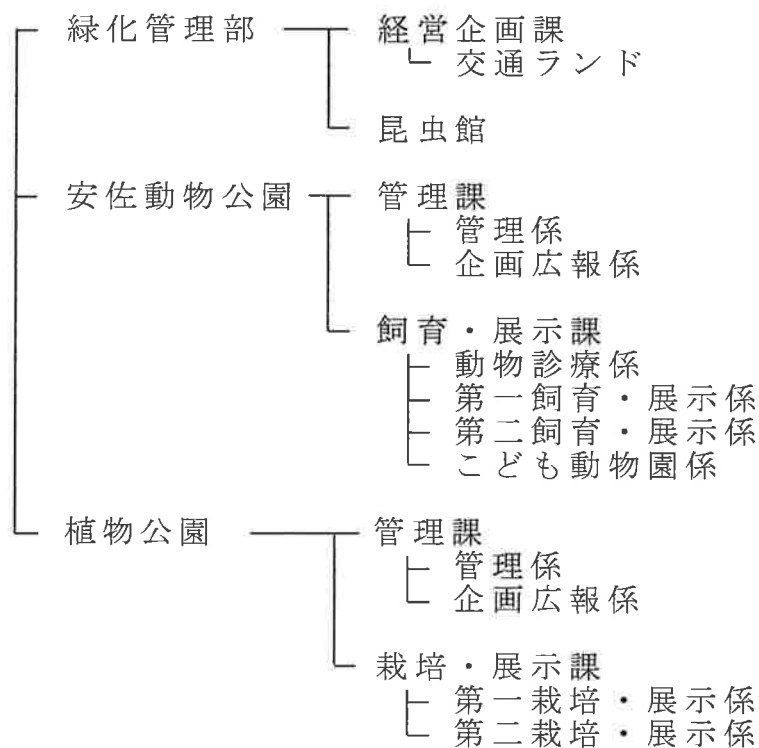 緑化管理部 経営企画課
交通ランド
昆虫館
安佐動物公園 管理課
管理係
企画広報係
飼育・展示課
動物診療係
第一飼育・展示係
第二飼育・展示係
こども動物園係
植物公園 管理課
管理係
企画広報係
栽培・展示課
第一栽培・展示係
第二栽培・展示係